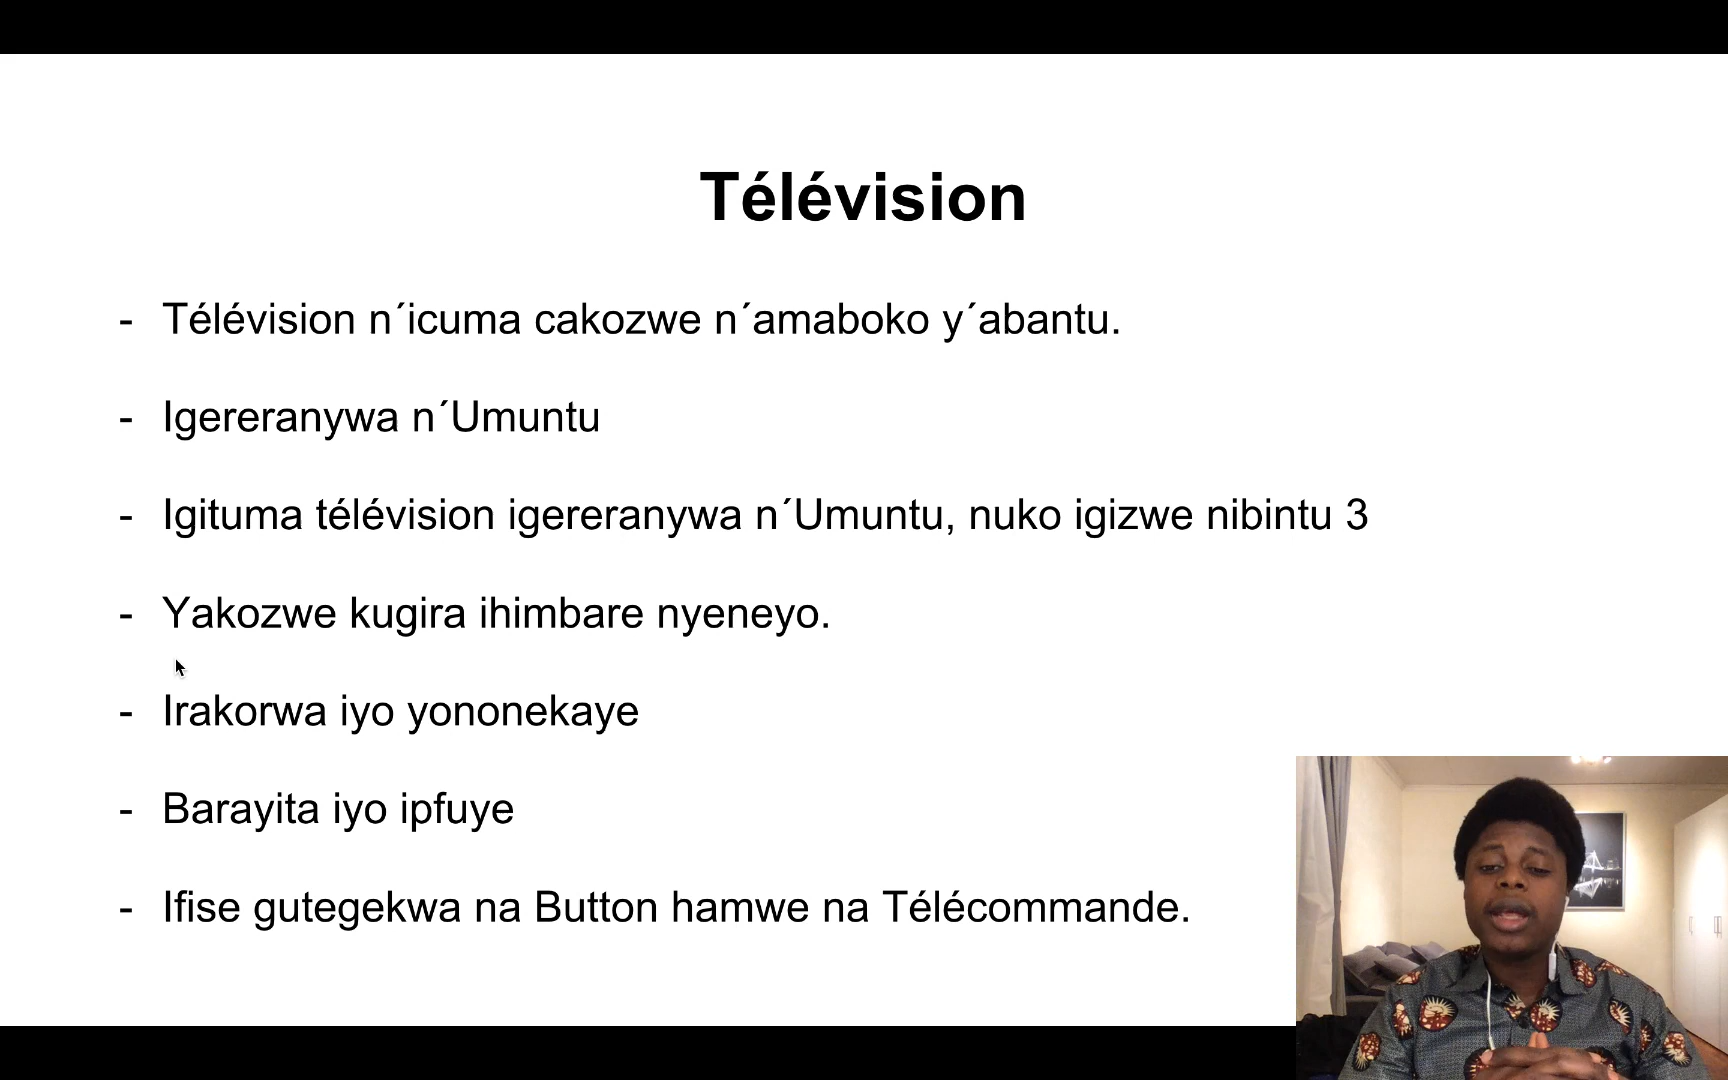 Télévision
- Télévision n´icuma cakozwe n´amaboko y´abantu.
- Igereranywa n´Umuntu
- Igituma télévision igereranywa n´Umuntu, nuko igizwe nibintu 3
- Yakozwe kugira ihimbare nyeneyo.
- Irakorwa iyo yononekaye
- Barayita iyo ipfuye
- Ifise gutegekwa na Button hamwe na Télécommande.